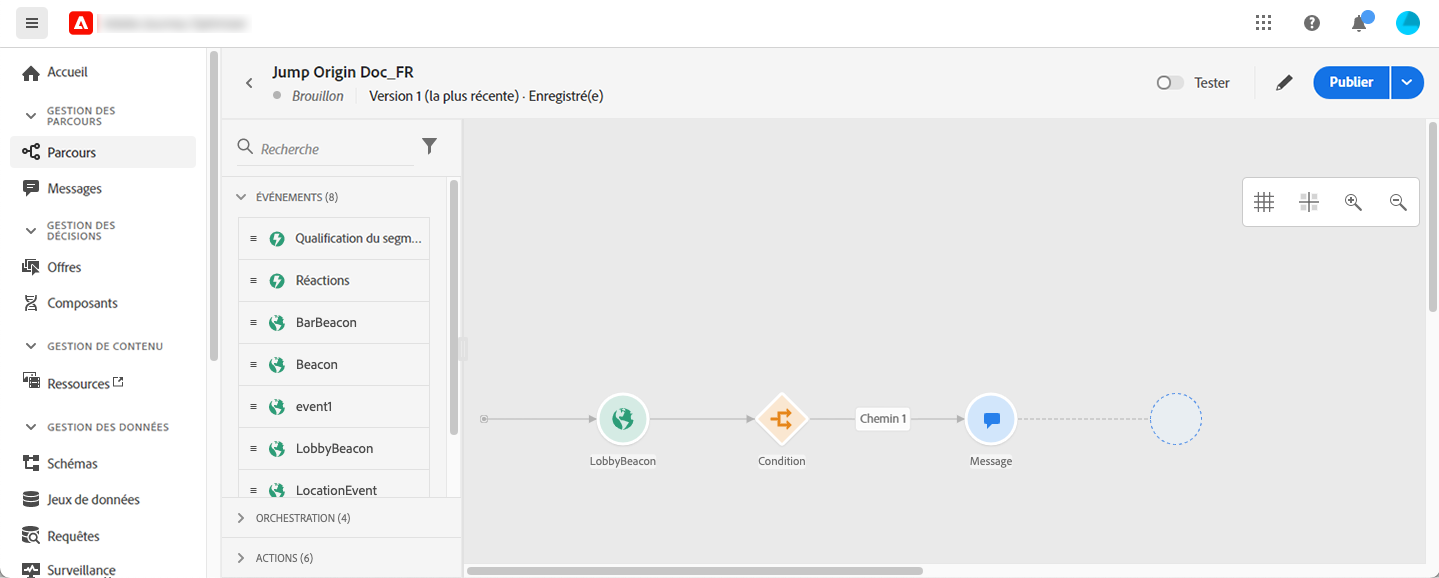 Jump Origin Doc_FR
Brouillon
Version 1 (la plus récente) · Enregistré(e)
Tester
Publier
Accueil
GESTION DES
PARCOURS
Parcours
Messages
GESTION DES
DÉCISIONS
Offres
Composants
GESTION DE CONTENU
Ressources
GESTION DES DONNÉES
Schémas
Jeux de données
Requêtes
Surveillance
Recherche
ÉVÉNEMENTS (8)
Qualification du segm...
Réactions
BarBeacon
Beacon
event1
LobbyBeacon
LocationEvent
ORCHESTRATION (4)
ACTIONS (6)
LobbyBeacon
Condition
Chemin 1
Message